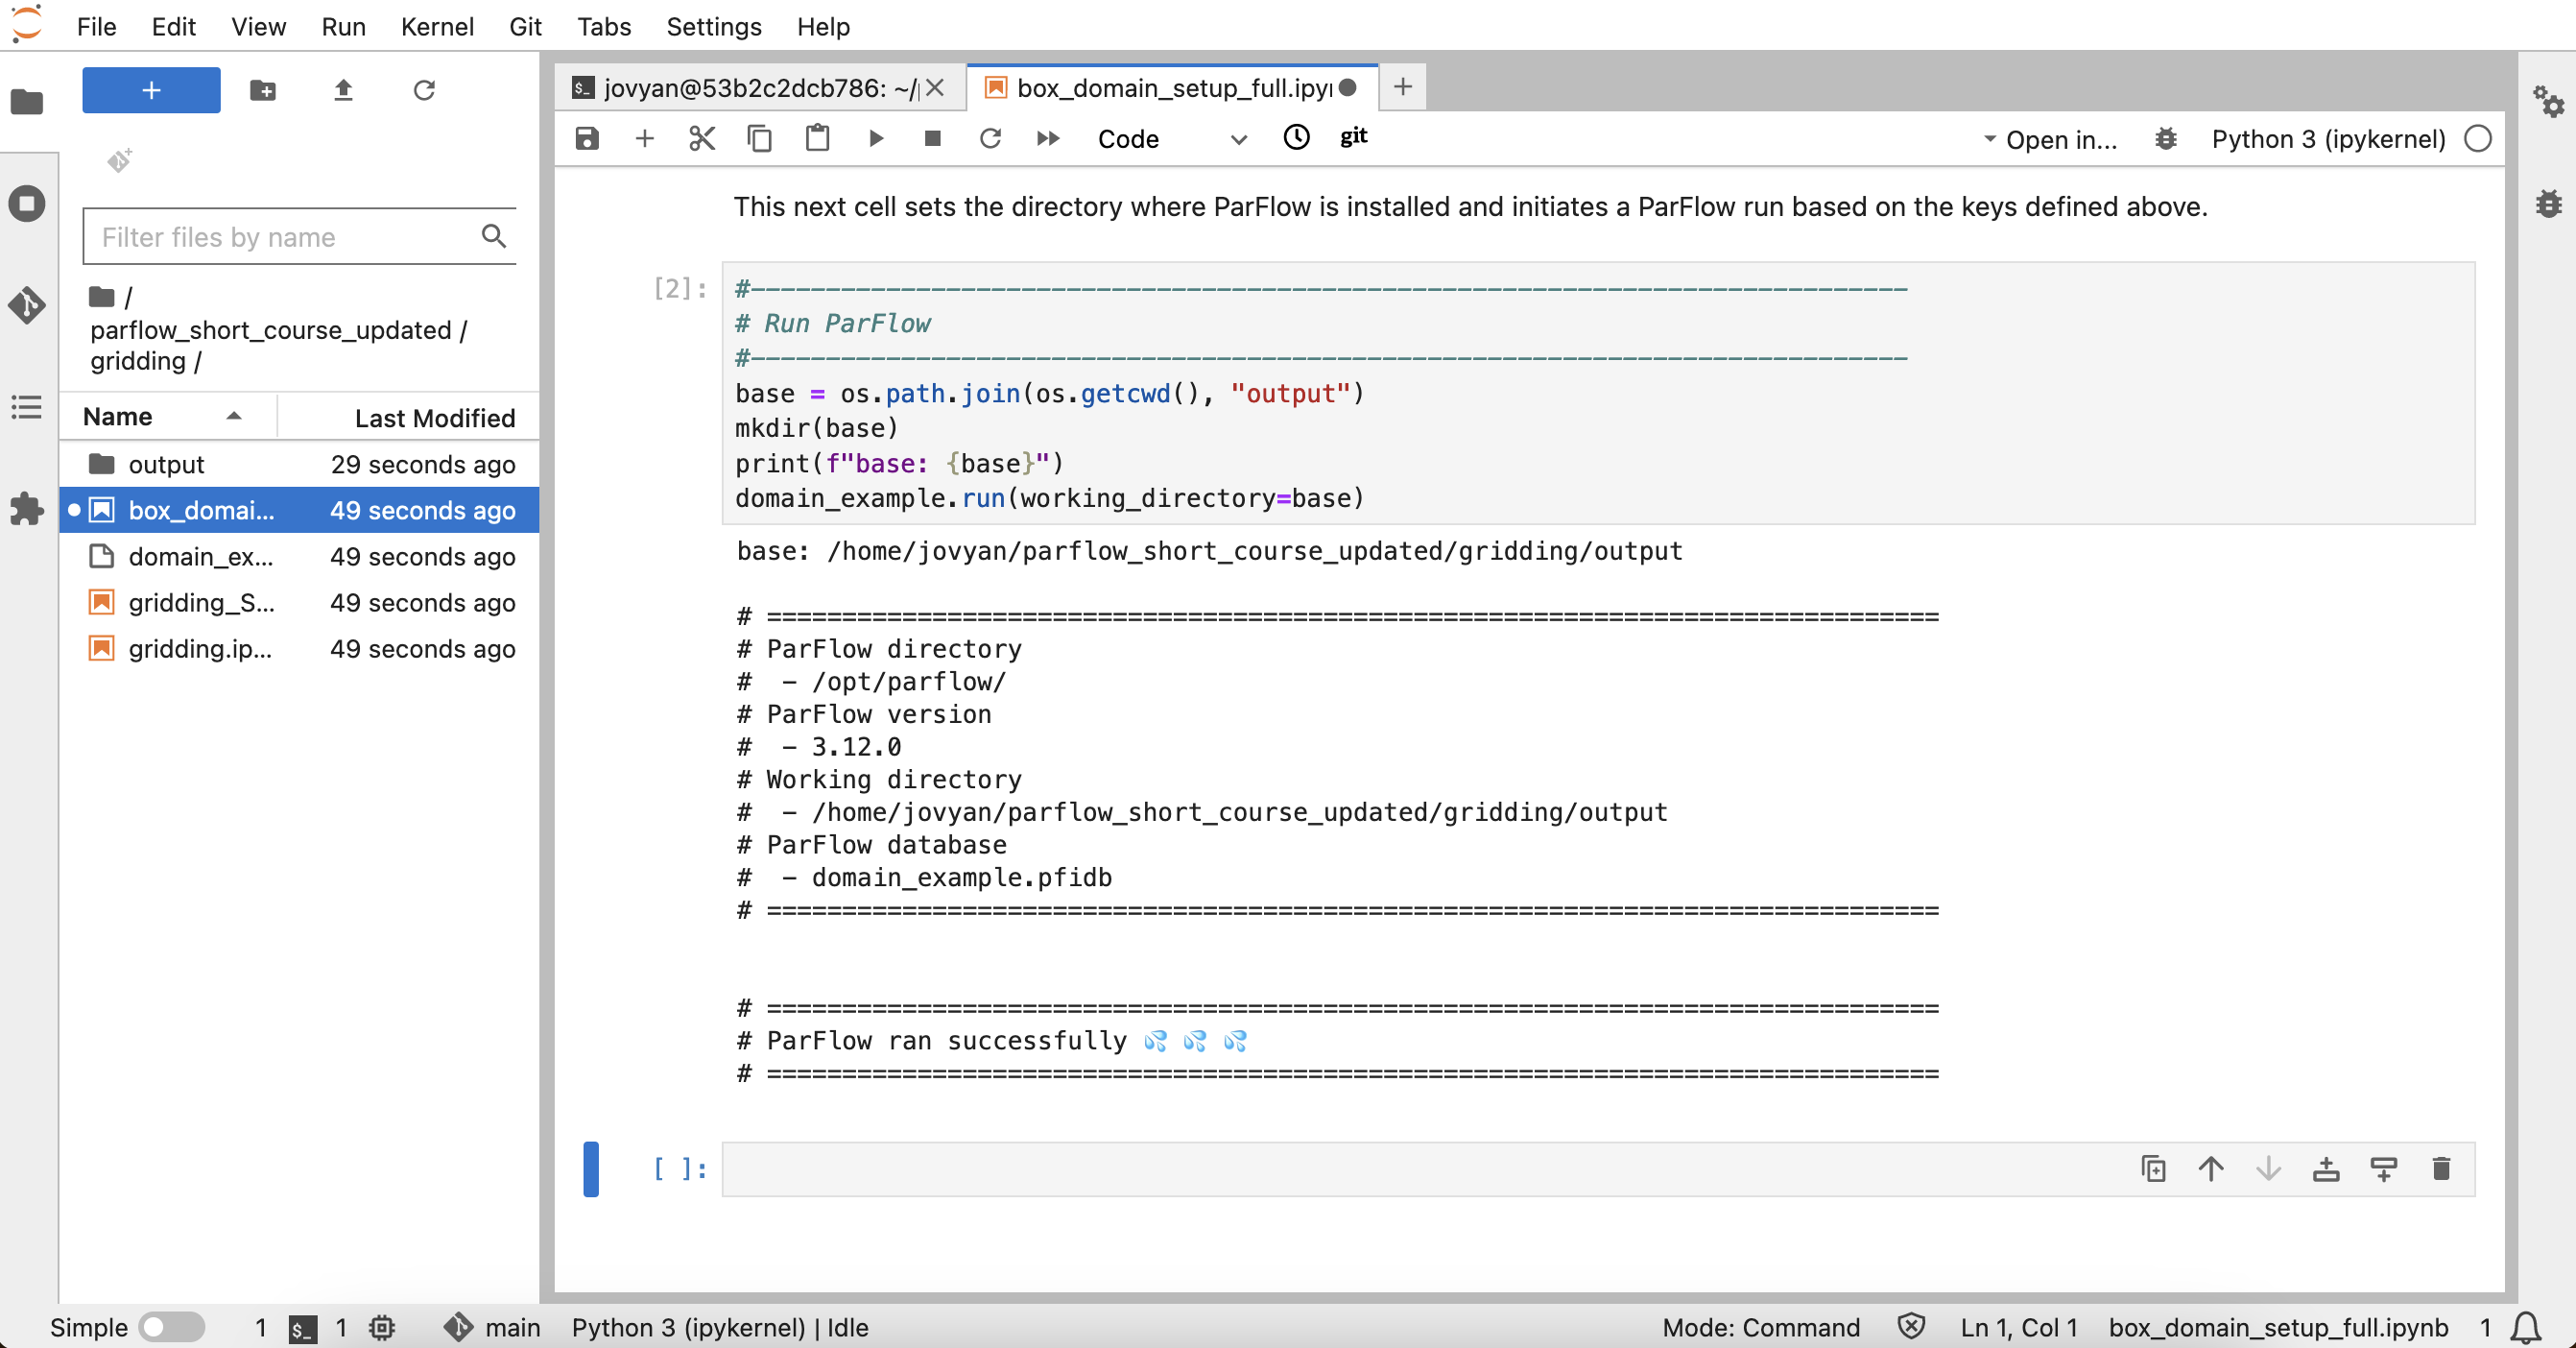 File Edit View Run Kernel Git Tabs Settings Help
+
Filter files by name
/
parflow_short_course_updated /
gridding /
Name Last Modified
output 29 seconds ago
box_domai... 49 seconds ago
domain_ex... 49 seconds ago
gridding_S... 49 seconds ago
gridding.ip... 49 seconds ago
$_ jovyan@53b2c2dcb786: ~/
box_domain_setup_full.ipy
Code git Open in... Python 3 (ipykernel)
This next cell sets the directory where ParFlow is installed and initiates a ParFlow run based on the keys defined above.
[2]: #-----------------------------------------------------------------------------
# Run ParFlow
#-----------------------------------------------------------------------------
base = os.path.join(os.getcwd(), "output")
mkdir(base)
print(f"base: {base}")
domain_example.run(working_directory=base)
base: /home/jovyan/parflow_short_course_updated/gridding/output
# ==============================================================================
# ParFlow directory
#  - /opt/parflow/
# ParFlow version
#  - 3.12.0
# Working directory
#  - /home/jovyan/parflow_short_course_updated/gridding/output
# ParFlow database
#  - domain_example.pfidb
# ==============================================================================
# ==============================================================================
# ParFlow ran successfully 💦 💦 💦
# ==============================================================================
[ ]:
Simple 1 $_ 1 main Python 3 (ipykernel) | Idle Mode: Command Ln 1, Col 1 box_domain_setup_full.ipynb 1